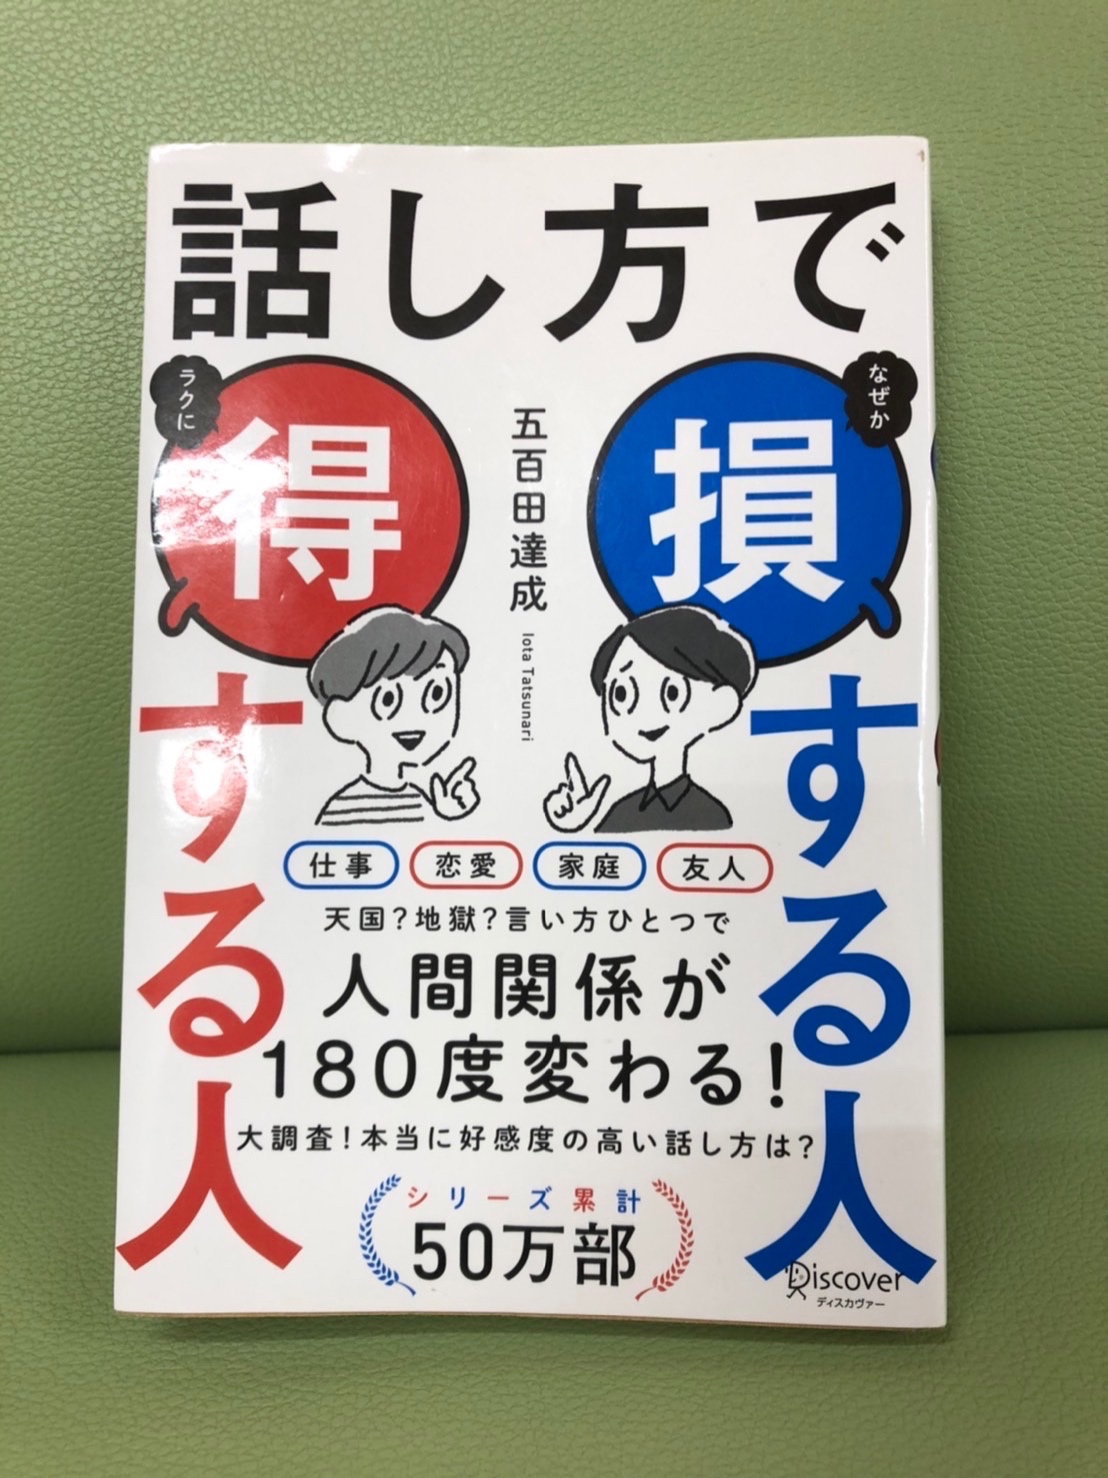 話し方で
なぜか
損する人
五百田達成
Iota Tatsunari
ラクに
得する人
仕事
恋愛
家庭
友人
天国?地獄?言い方ひとつで
人間関係が
180度変わる!
大調査!本当に好感度の高い話し方は?
シリーズ累計
50万部
Discover
ディスカヴァー